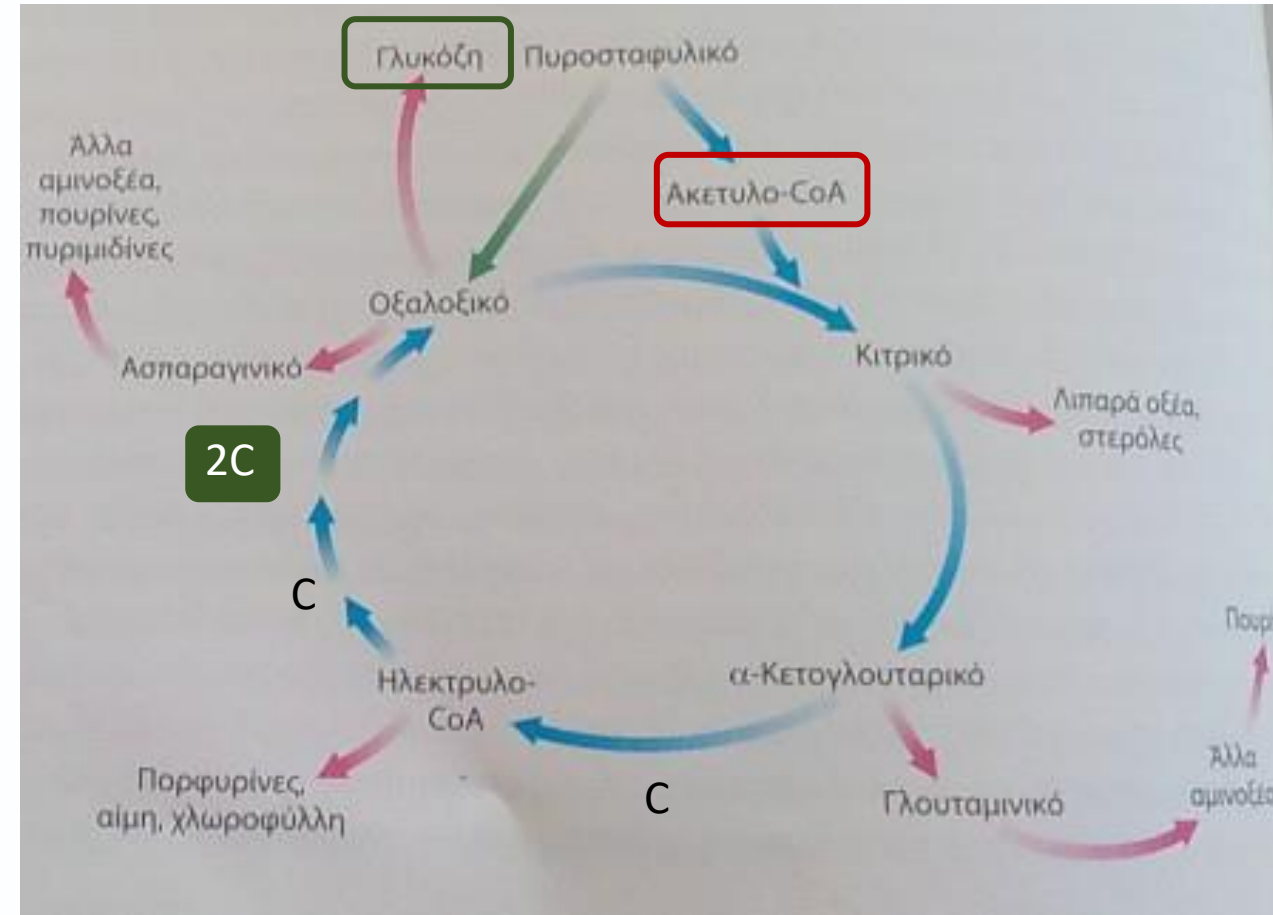 Γλυκόζη
Πυροσταφυλικό
Άλλα
αμινοξέα,
πουρίνες,
πυριμιδίνες
Ακετυλο-CoA
Οξαλοξικό
Ασπαραγινικό
Κιτρικό
Λιπαρά οξέα,
στερόλες
2C
C
Ηλεκτρυλο-
CoA
α-Κετογλουταρικό
Πορφυρίνες,
αίμη, χλωροφύλλη
C
Γλουταμινικό
Άλλα